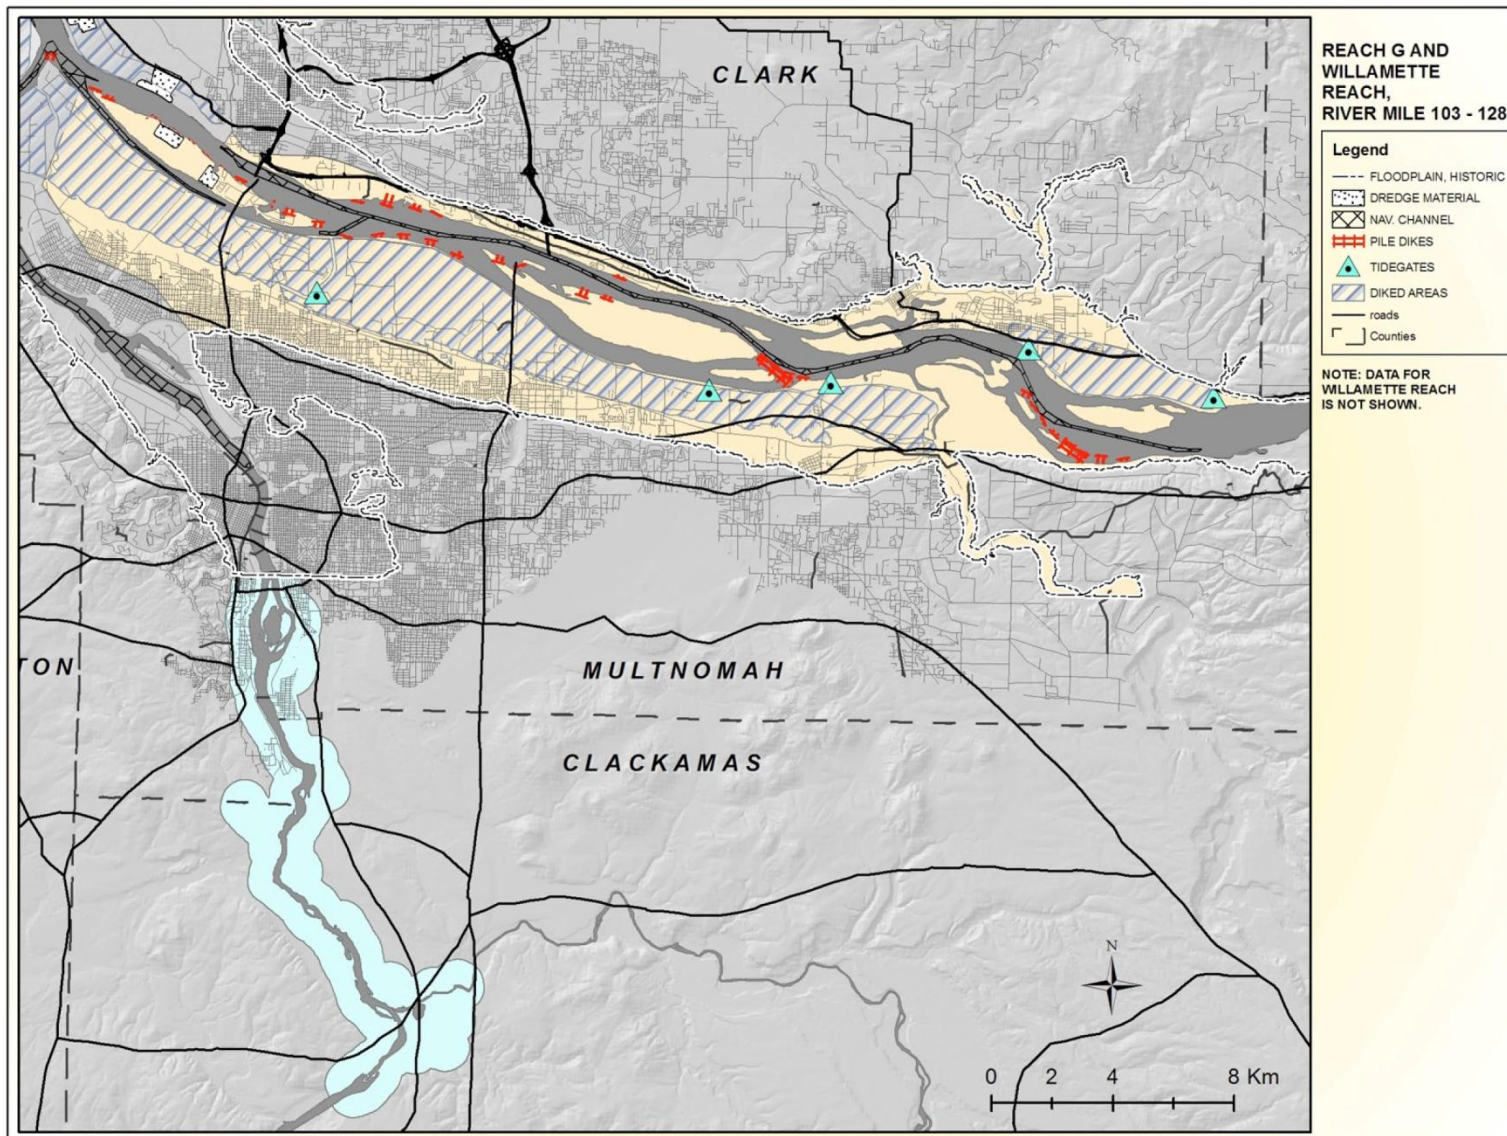 REACH G AND
WILLAMETTE
REACH,
RIVER MILE 103 - 128
Legend
FLOODPLAIN, HISTORIC
DREDGE MATERIAL
NAV. CHANNEL
PILE DIKES
TIDEGATES
DIKED AREAS
roads
Counties
NOTE: DATA FOR
WILLAMETTE REACH
IS NOT SHOWN.
CLARK
TON
MULTNOMAH
CLACKAMAS
N
0 2 4 8 Km